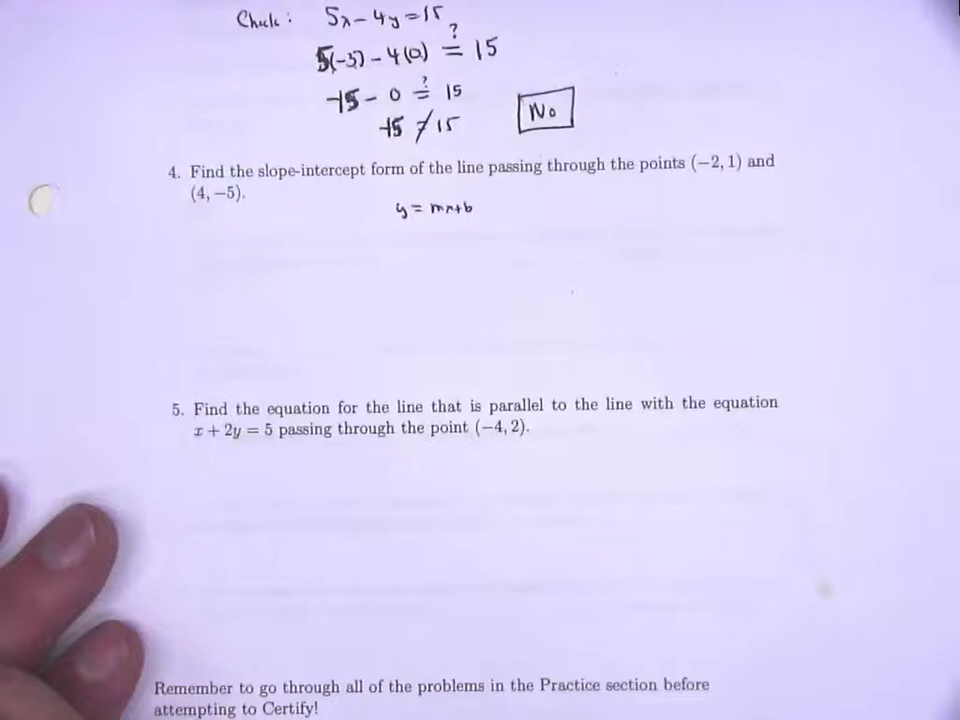 Check: 5x - 4y = 15
5(-3) - 4(0) ≟ 15
-15 - 0 ≟ 15
-15 ≠ 15 No
4. Find the slope-intercept form of the line passing through the points (−2, 1) and
(4, −5).
y = mx+b
5. Find the equation for the line that is parallel to the line with the equation
x + 2y = 5 passing through the point (−4, 2).
Remember to go through all of the problems in the Practice section before
attempting to Certify!